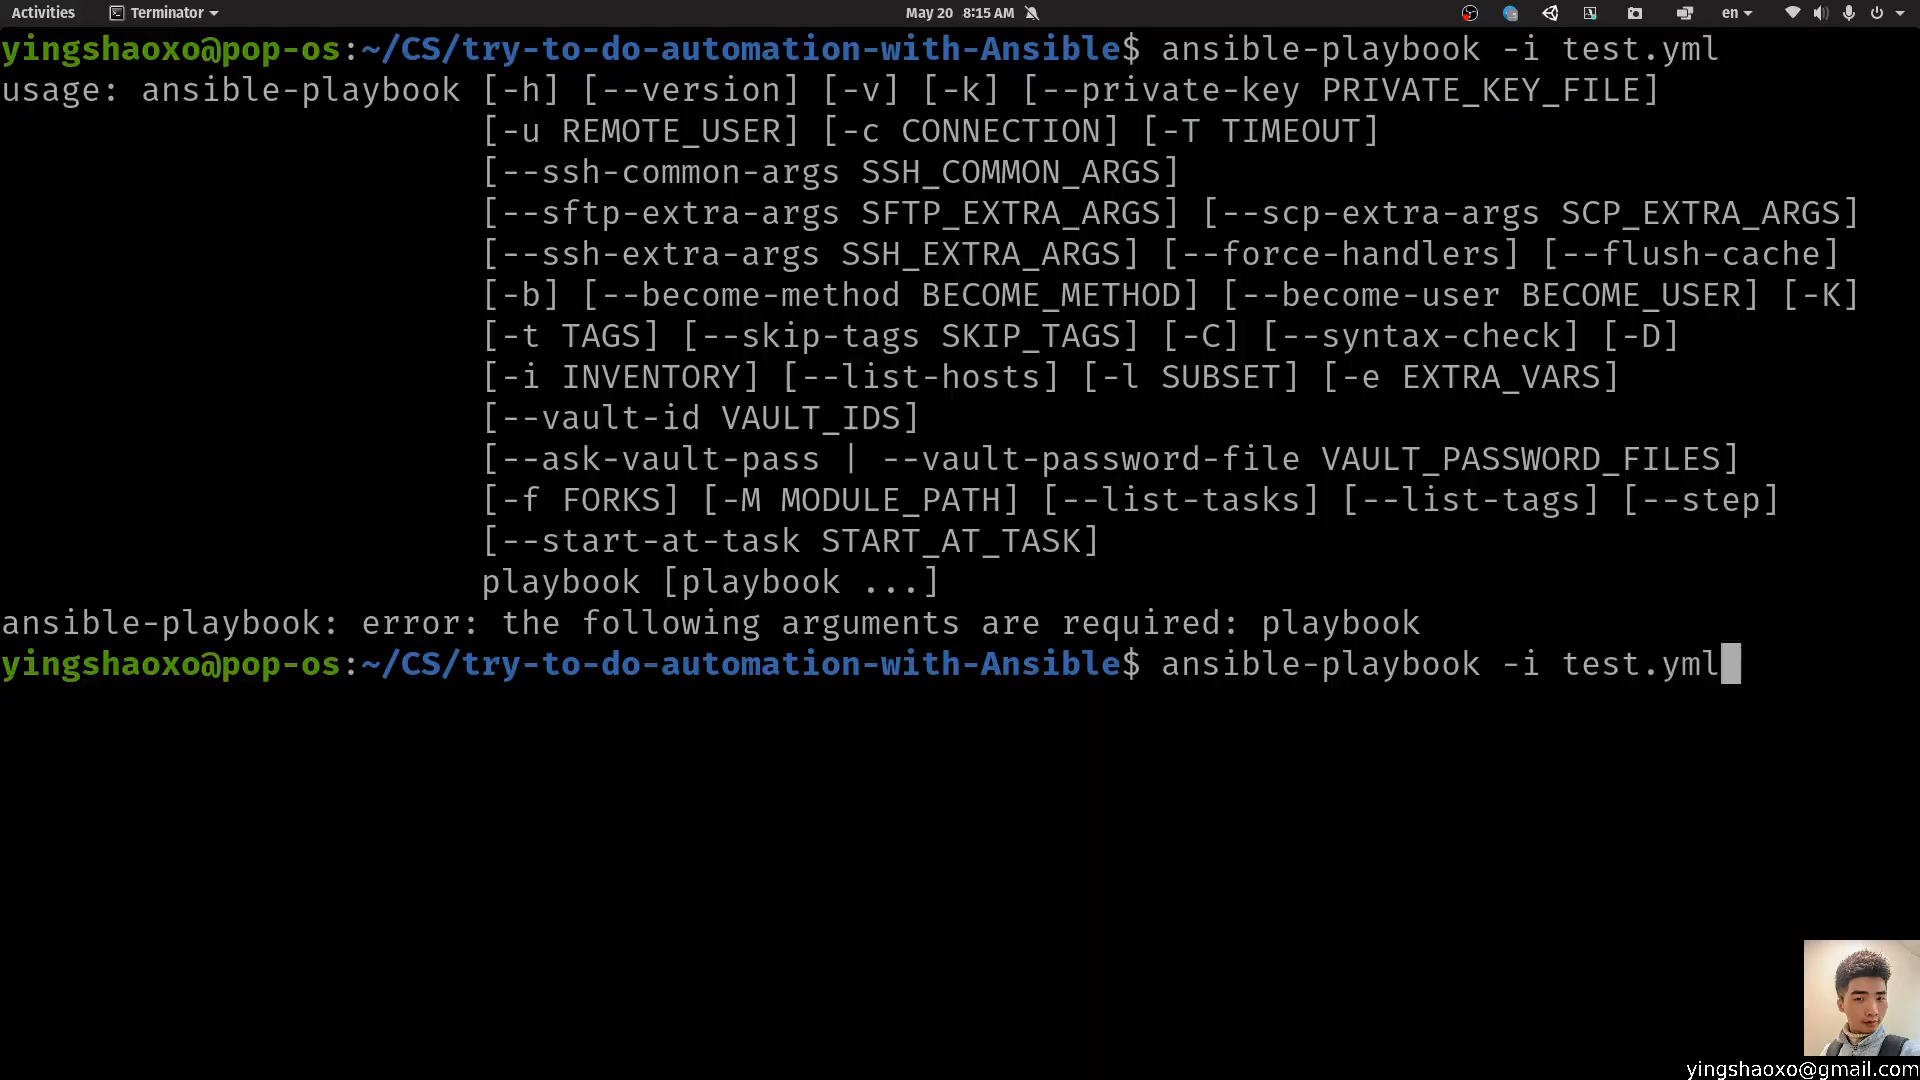 Activities Terminator May 20 8:15 AM en
yingshaoxo@pop-os:~/CS/try-to-do-automation-with-Ansible$ ansible-playbook -i test.yml
usage: ansible-playbook [-h] [--version] [-v] [-k] [--private-key PRIVATE_KEY_FILE]
[-u REMOTE_USER] [-c CONNECTION] [-T TIMEOUT]
[--ssh-common-args SSH_COMMON_ARGS]
[--sftp-extra-args SFTP_EXTRA_ARGS] [--scp-extra-args SCP_EXTRA_ARGS]
[--ssh-extra-args SSH_EXTRA_ARGS] [--force-handlers] [--flush-cache]
[-b] [--become-method BECOME_METHOD] [--become-user BECOME_USER] [-K]
[-t TAGS] [--skip-tags SKIP_TAGS] [-C] [--syntax-check] [-D]
[-i INVENTORY] [--list-hosts] [-l SUBSET] [-e EXTRA_VARS]
[--vault-id VAULT_IDS]
[--ask-vault-pass | --vault-password-file VAULT_PASSWORD_FILES]
[-f FORKS] [-M MODULE_PATH] [--list-tasks] [--list-tags] [--step]
[--start-at-task START_AT_TASK]
playbook [playbook ...]
ansible-playbook: error: the following arguments are required: playbook
yingshaoxo@pop-os:~/CS/try-to-do-automation-with-Ansible$ ansible-playbook -i test.yml
yingshaoxo@gmail.com